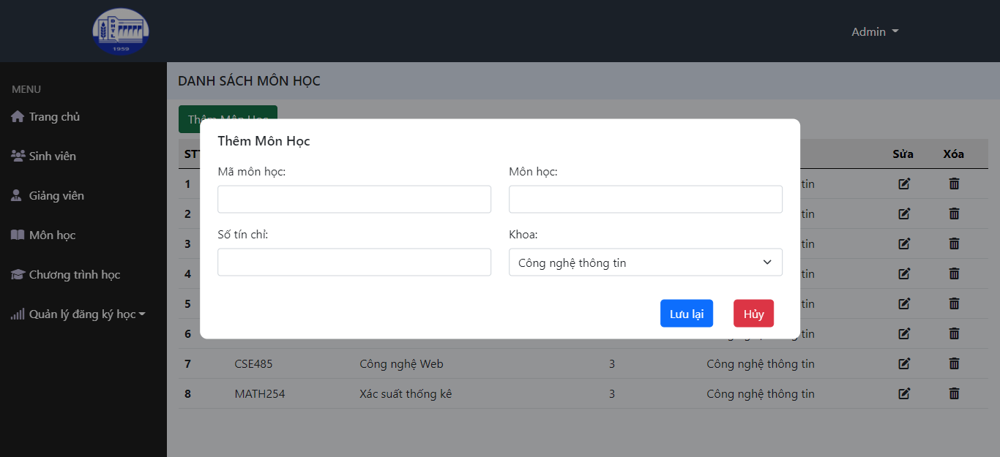 ĐHTL
1959
Admin
MENU
Trang chủ
Sinh viên
Giảng viên
Môn học
Chương trình học
Quản lý đăng ký học
DANH SÁCH MÔN HỌC
Thêm Môn Học
Thêm Môn Học
Mã môn học:
Môn học:
Số tín chỉ:
Khoa:
Công nghệ thông tin
Lưu lại
Hủy
STT Sửa Xóa
1 tin
2 tin
3 tin
4 tin
5 tin
6 tin
7 CSE485 Công nghệ Web 3 Công nghệ thông tin
8 MATH254 Xác suất thống kê 3 Công nghệ thông tin